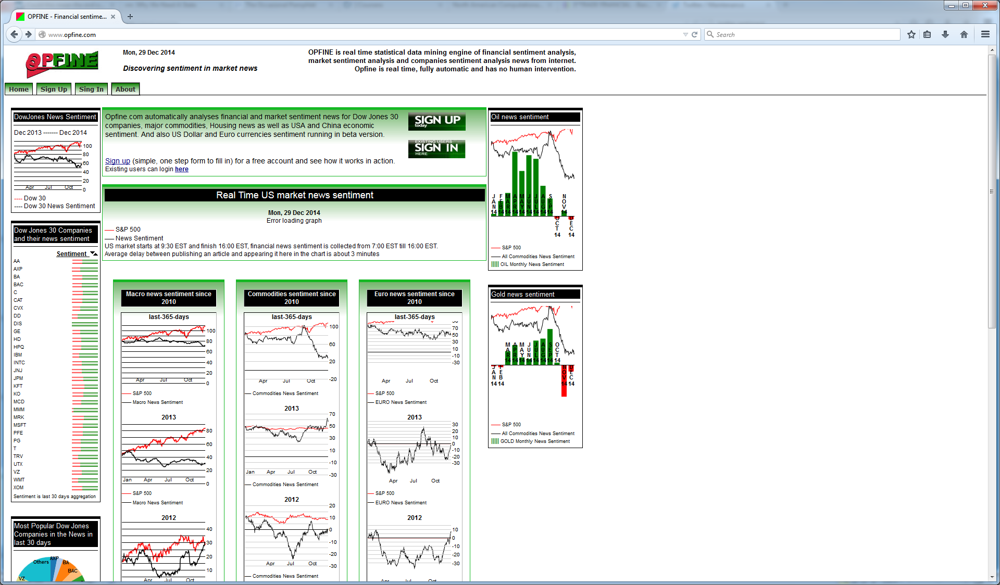 OPFINE - Financial sentime...
www.opfine.com
Search
OPFINE
Mon, 29 Dec 2014
Discovering sentiment in market news
OPFINE is real time statistical data mining engine of financial sentiment analysis,
market sentiment analysis and companies sentiment analysis news from internet.
Opfine is real time, fully automatic and has no human intervention.
Home
Sign Up
Sing In
About
DowJones News Sentiment
Dec 2013 ------- Dec 2014
100
80
60
40
20
0
Apr Jul Oct
---- Dow 30
---- Dow 30 News Sentiment
Dow Jones 30 Companies
and their news sentiment
Sentiment
AA
AXP
BA
BAC
C
CAT
CVX
DD
DIS
GE
HD
HPQ
IBM
INTC
JNJ
JPM
KFT
KO
MCD
MMM
MRK
MSFT
PFE
PG
T
TRV
UTX
VZ
WMT
XOM
Sentiment is last 30 days aggregation
Most Popular Dow Jones
Companies in the News in
last 30 days
Others
AXP
BA
BAC
VZ
Opfine.com automatically analyses financial and market sentiment news for Dow Jones 30
companies, major commodities, Housing news as well as USA and China economic
sentiment. And also US Dollar and Euro currencies sentiment running in beta version.
Sign up (simple, one step form to fill in) for a free account and see how it works in action.
Existing users can login here
SIGN UP
today
EXISTING USERS
SIGN IN
HERE
Real Time US market news sentiment
Mon, 29 Dec 2014
Error loading graph
S&P 500
News Sentiment
US market starts at 9:30 EST and finish 16:00 EST, financial news sentiment is collected from 7:00 EST till 16:00 EST.
Average delay between publishing an article and appearing it here in the chart is about 3 minutes
Macro news sentiment since
2010
last-365-days
100
80
60
40
20
0
Apr Jul Oct
S&P 500
Macro News Sentiment
2013
80
60
40
20
0
Jan Apr Jul Oct
S&P 500
Macro News Sentiment
2012
40
30
20
10
Apr Jul Oct
Commodities sentiment since
2010
last-365-days
100
60
20
-20
Apr Jul Oct
Commodities News Sentiment
2013
70
50
30
10
-10
-30
Jan Apr Jul Oct
Commodities News Sentiment
2012
20
10
0
-10
-20
-30
Apr Jul Oct
Commodities News Sentiment
Euro news sentiment since
2010
last-365-days
90
70
50
30
10
-10
-30
Apr Jul Oct
S&P 500
EURO News Sentiment
2013
30
20
10
0
-10
-20
-30
Apr Jul Oct
S&P 500
EURO News Sentiment
2012
10
0
-10
-20
-30
Apr Jul Oct
Oil news sentiment
JAN 14
FEB 14
MAR 14
APR 14
MAY 14
JUN 14
JUL 14
AUG 14
SEP 14
OCT 14
NOV 14
DEC 14
S&P 500
All Commodities News Sentiment
OIL Monthly News Sentiment
Gold news sentiment
JAN 14
FEB 14
MAR 14
APR 14
MAY 14
JUN 14
JUL 14
AUG 14
SEP 14
OCT 14
NOV 14
DEC 14
S&P 500
All Commodities News Sentiment
GOLD Monthly News Sentiment